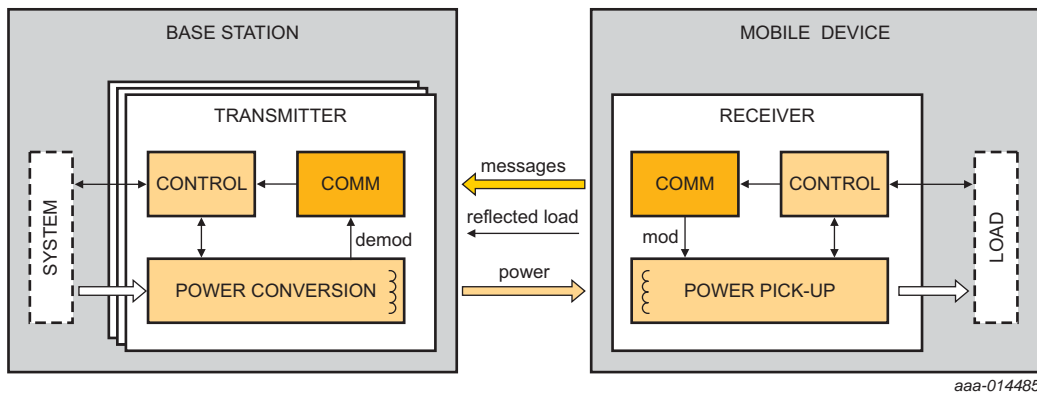 BASE STATION
TRANSMITTER
SYSTEM
CONTROL
COMM
demod
POWER CONVERSION
messages
reflected load
power
MOBILE DEVICE
RECEIVER
COMM
CONTROL
mod
POWER PICK-UP
LOAD
aaa-014485